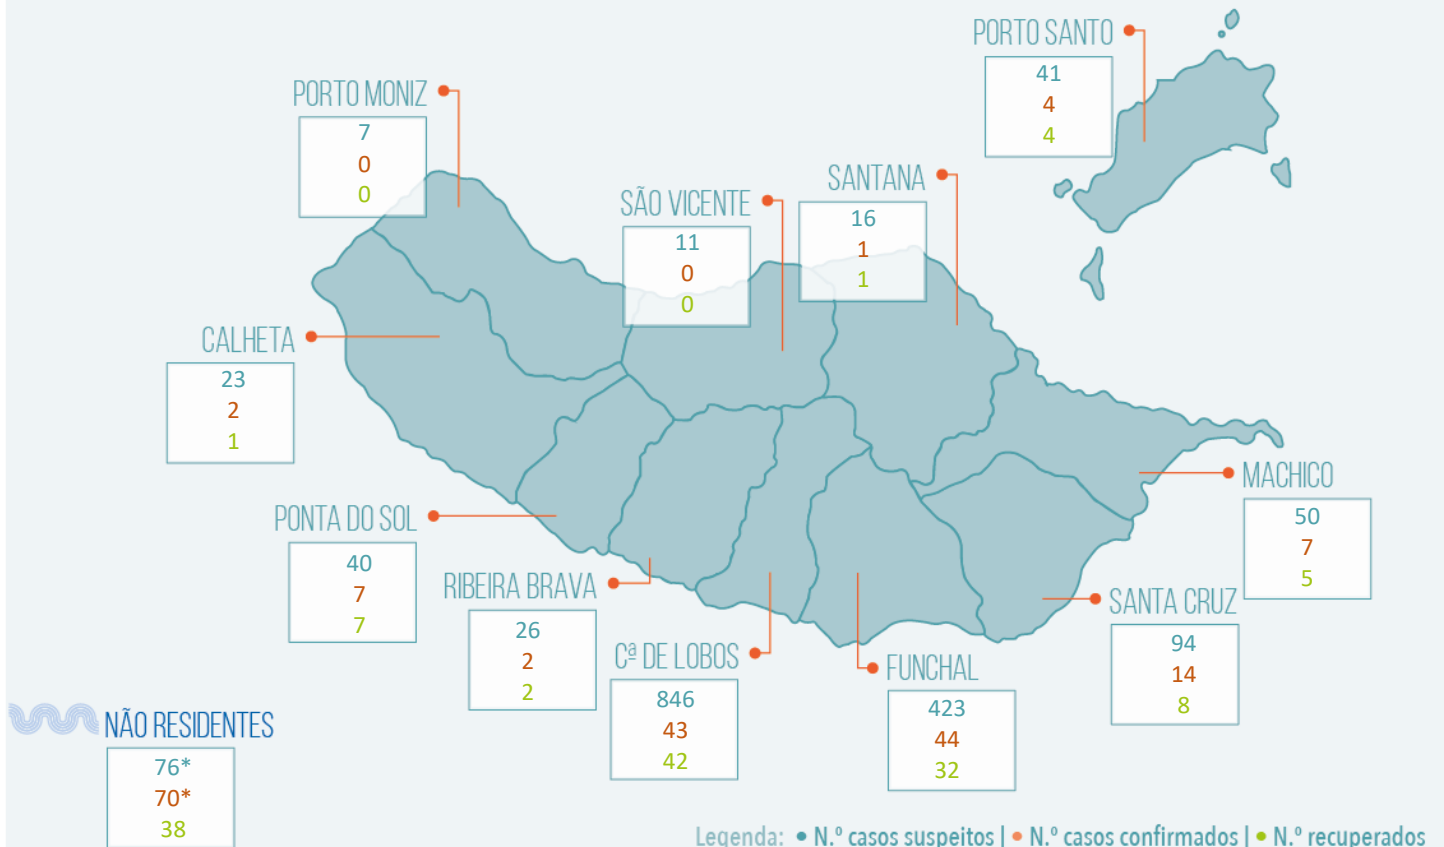 PORTO SANTO
41
4
4
PORTO MONIZ
7
0
0
SANTANA
16
1
1
SÃO VICENTE
11
0
0
CALHETA
23
2
1
MACHICO
50
7
5
PONTA DO SOL
40
7
7
RIBEIRA BRAVA
26
2
2
SANTA CRUZ
94
14
8
Cª DE LOBOS
846
43
42
FUNCHAL
423
44
32
NÃO RESIDENTES
76*
70*
38
Legenda: • N.º casos suspeitos | • N.º casos confirmados | • N.º recuperados